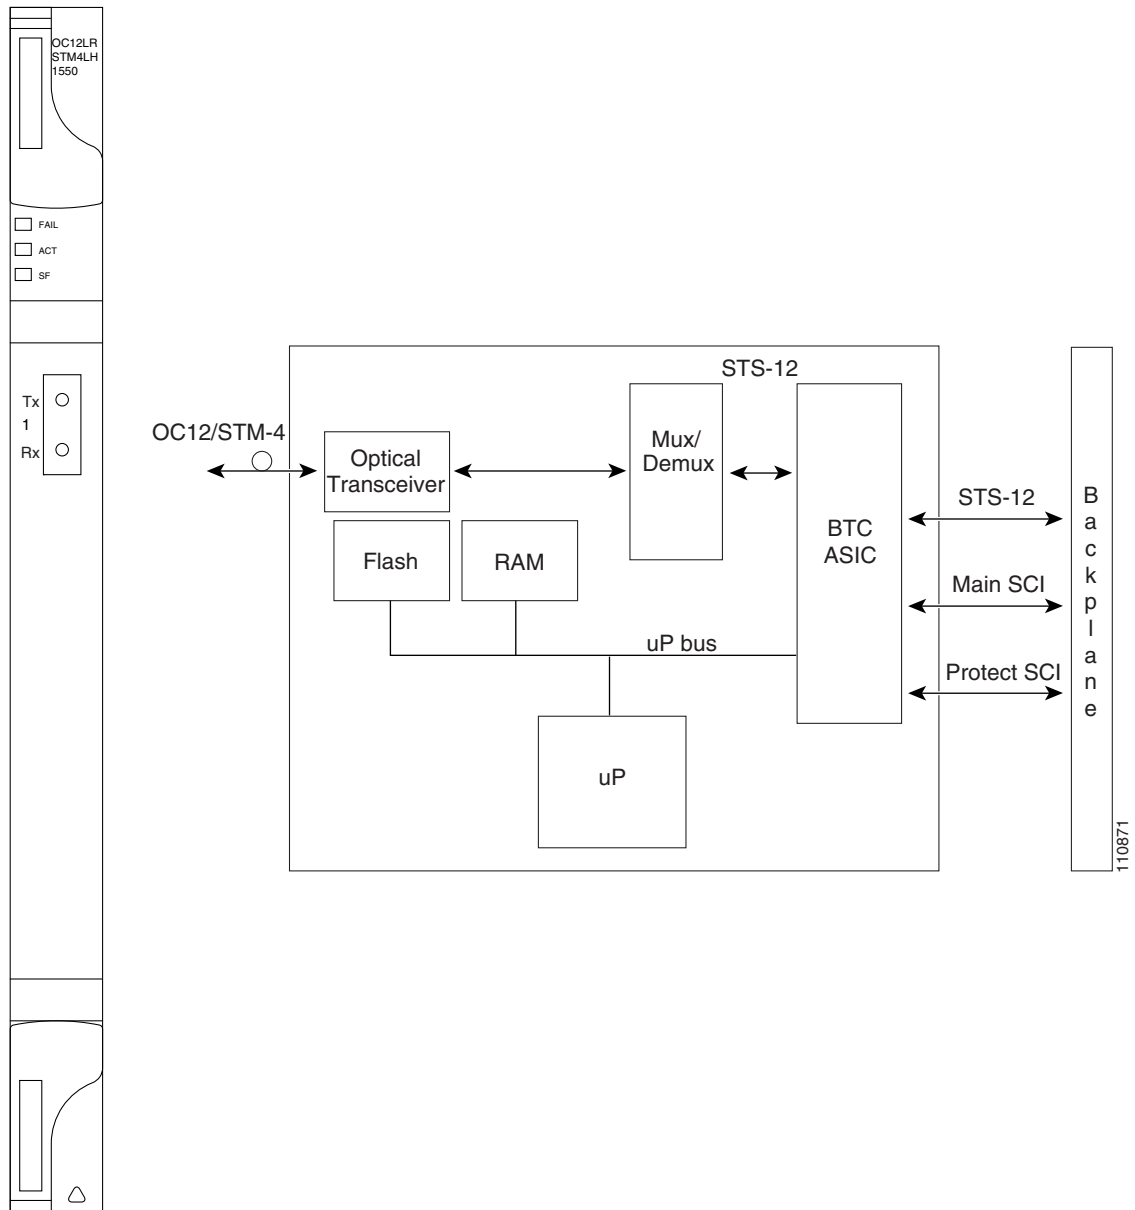 OC12LR
STM4LH
1550
FAIL
ACT
SF
Tx
1
Rx
OC12/STM-4
Optical
Transceiver
Flash
RAM
Mux/
Demux
STS-12
BTC
ASIC
uP bus
uP
STS-12
Main SCI
Protect SCI
Backplane
110871